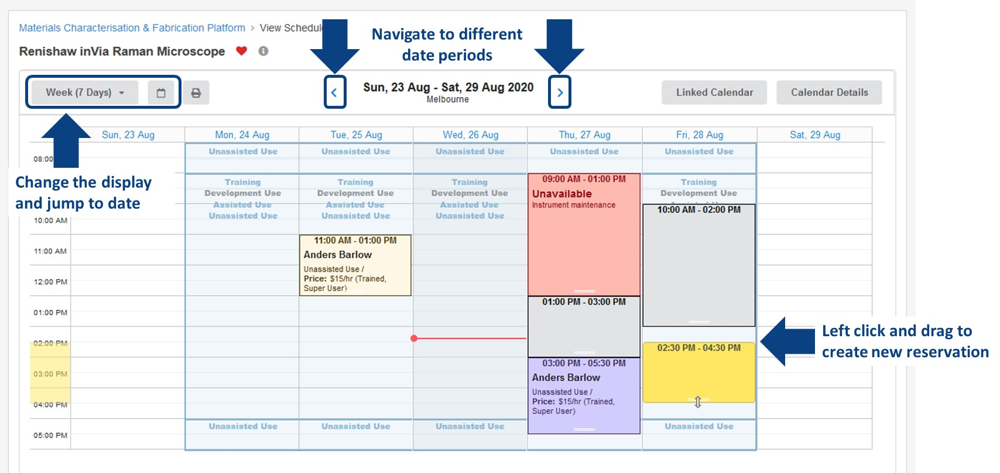 Materials Characterisation & Fabrication Platform > View Schedul
Renishaw inVia Raman Microscope
Navigate to different
date periods
Week (7 Days)
Sun, 23 Aug - Sat, 29 Aug 2020
Melbourne
Linked Calendar
Calendar Details
Sun, 23 Aug
Mon, 24 Aug
Tue, 25 Aug
Wed, 26 Aug
Thu, 27 Aug
Fri, 28 Aug
Sat, 29 Aug
08:00
Change the display
and jump to date
10:00 AM
11:00 AM
12:00 PM
01:00 PM
02:00 PM
03:00 PM
04:00 PM
05:00 PM
Unassisted Use
Training
Development Use
Assisted Use
Unassisted Use
Unassisted Use
Unassisted Use
Training
Development Use
Assisted Use
Unassisted Use
11:00 AM - 01:00 PM
Anders Barlow
Unassisted Use /
Price: $15/hr (Trained,
Super User)
Unassisted Use
Unassisted Use
Training
Development Use
Assisted Use
Unassisted Use
Unassisted Use
Unassisted Use
09:00 AM - 01:00 PM
Unavailable
Instrument maintenance
01:00 PM - 03:00 PM
03:00 PM - 05:30 PM
Anders Barlow
Unassisted Use /
Price: $15/hr (Trained,
Super User)
Unassisted Use
Training
Development Use
10:00 AM - 02:00 PM
02:30 PM - 04:30 PM
Unassisted Use
Left click and drag to
create new reservation